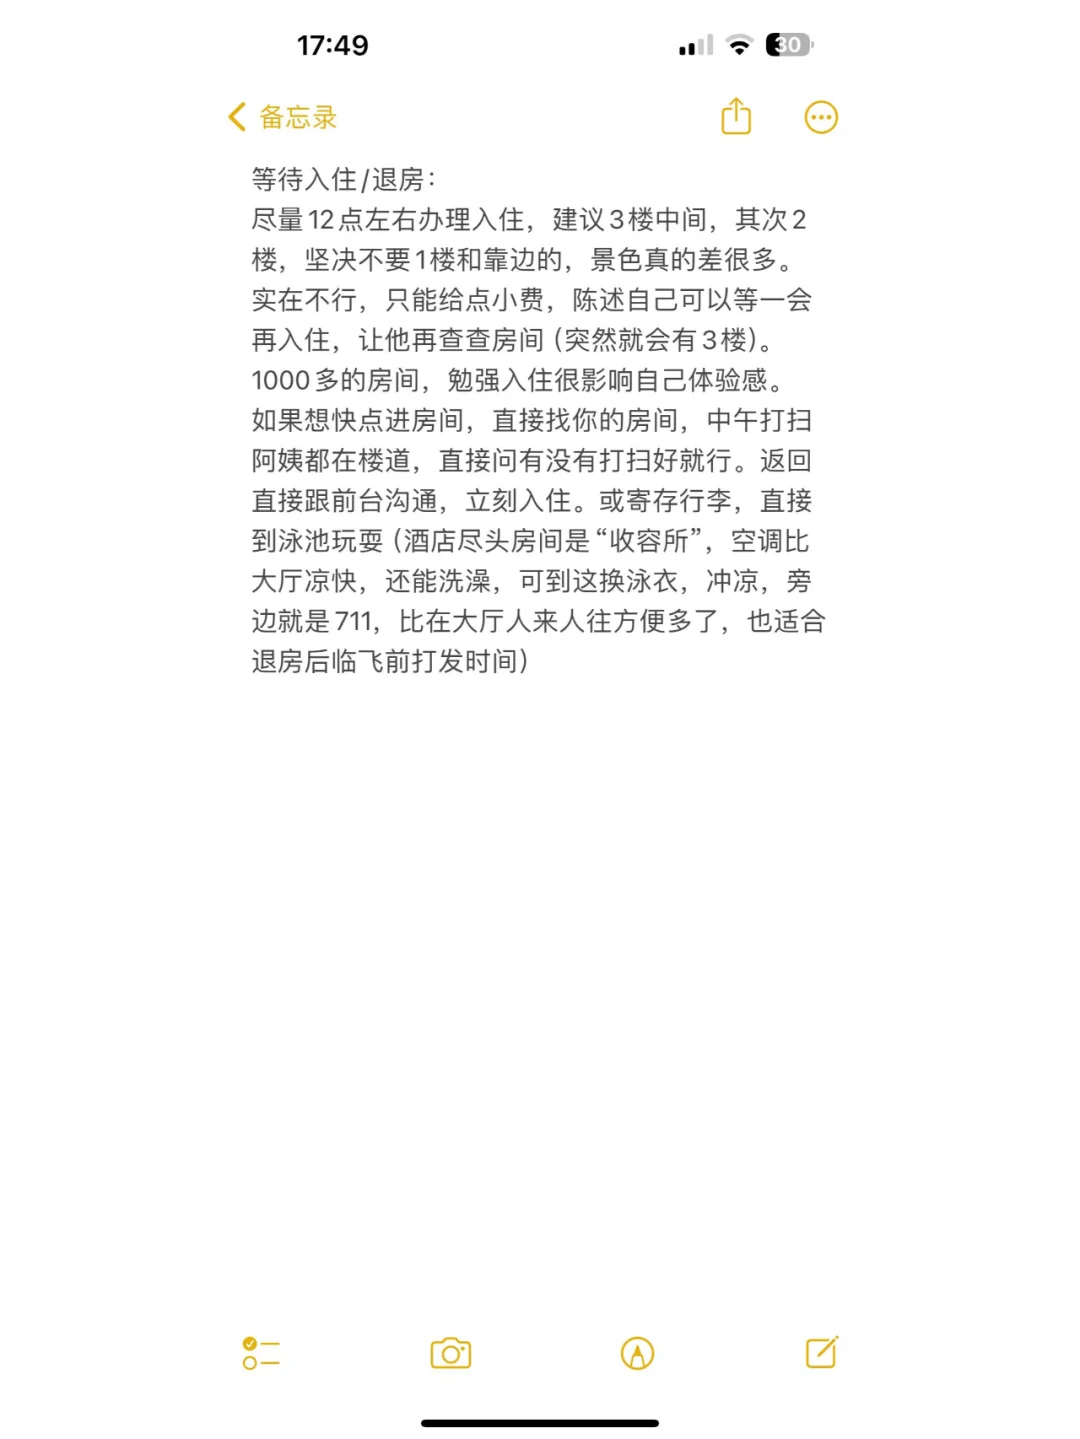 17:49
30
备忘录
等待入住/退房：
尽量12点左右办理入住，建议3楼中间，其次2
楼，坚决不要1楼和靠边的，景色真的差很多。
实在不行，只能给点小费，陈述自己可以等一会
再入住，让他再查查房间（突然就会有3楼）。
1000多的房间，勉强入住很影响自己体验感。
如果想快点进房间，直接找你的房间，中午打扫
阿姨都在楼道，直接问有没有打扫好就行。返回
直接跟前台沟通，立刻入住。或寄存行李，直接
到泳池玩耍（酒店尽头房间是“收容所”，空调比
大厅凉快，还能洗澡，可到这换泳衣，冲凉，旁
边就是711，比在大厅人来人往方便多了，也适合
退房后临飞前打发时间）